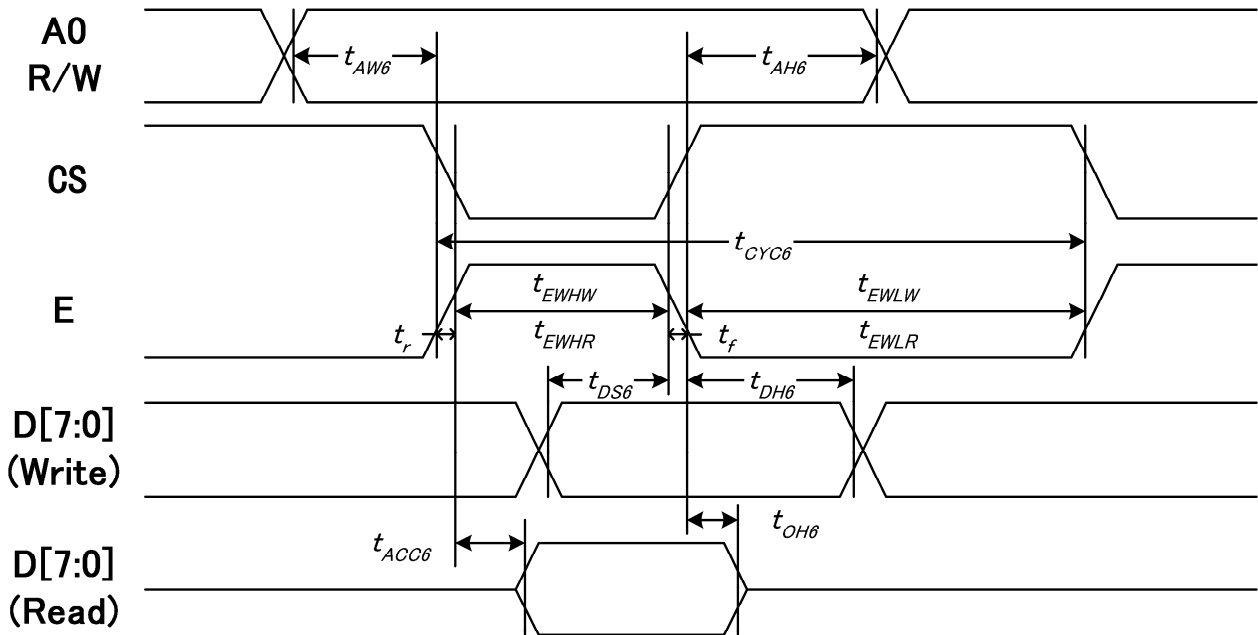 A0
R/W
tAW6
tAH6
CS
tCYC6
E
tEWHW
tEWLW
tr
tEWHR
tf
tEWLR
tDS6
tDH6
D[7:0]
(Write)
tOH6
tACC6
D[7:0]
(Read)